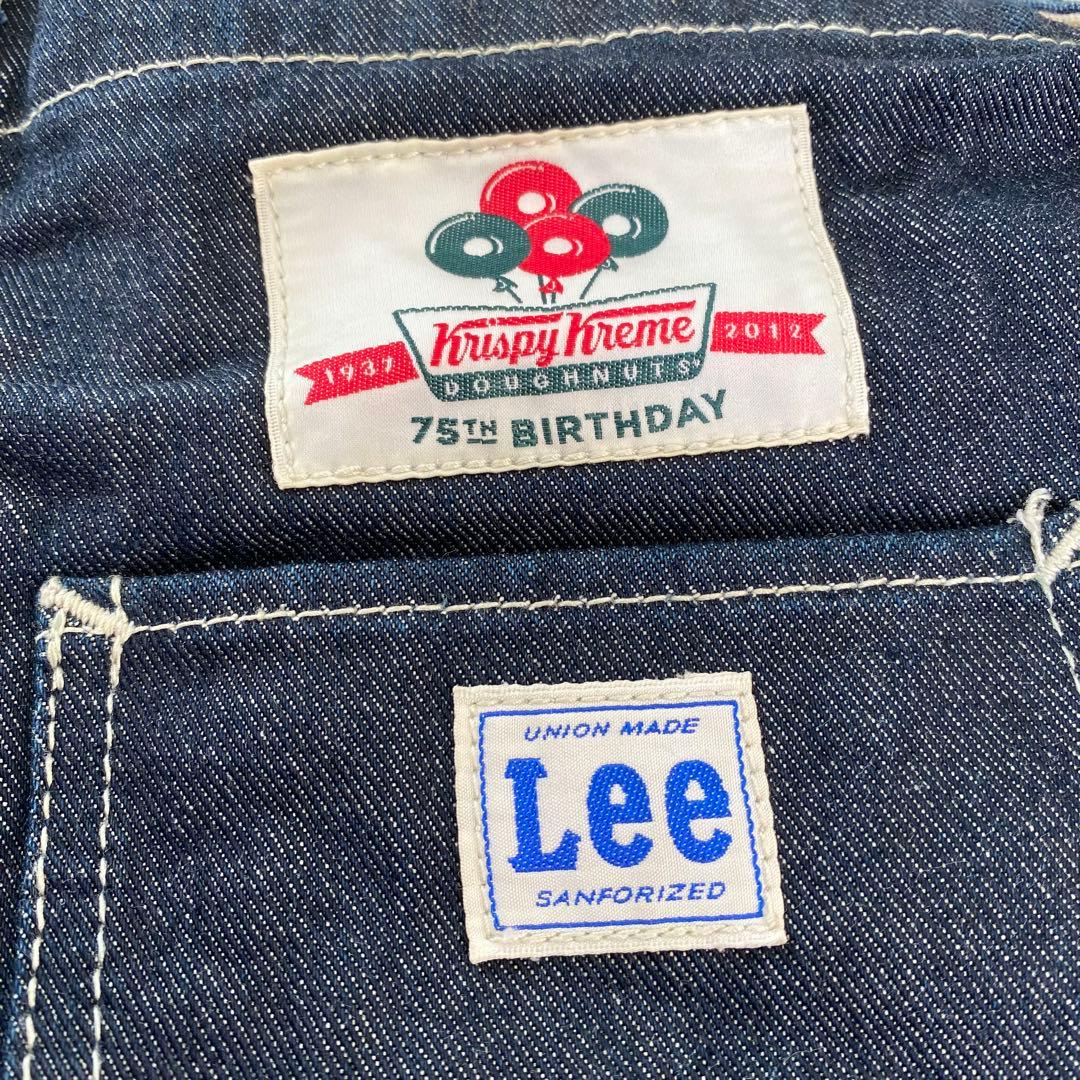 1937
Krispy Kreme
2012
DOUGHNUTS
75TH BIRTHDAY
UNION MADE
Lee
SANFORIZED